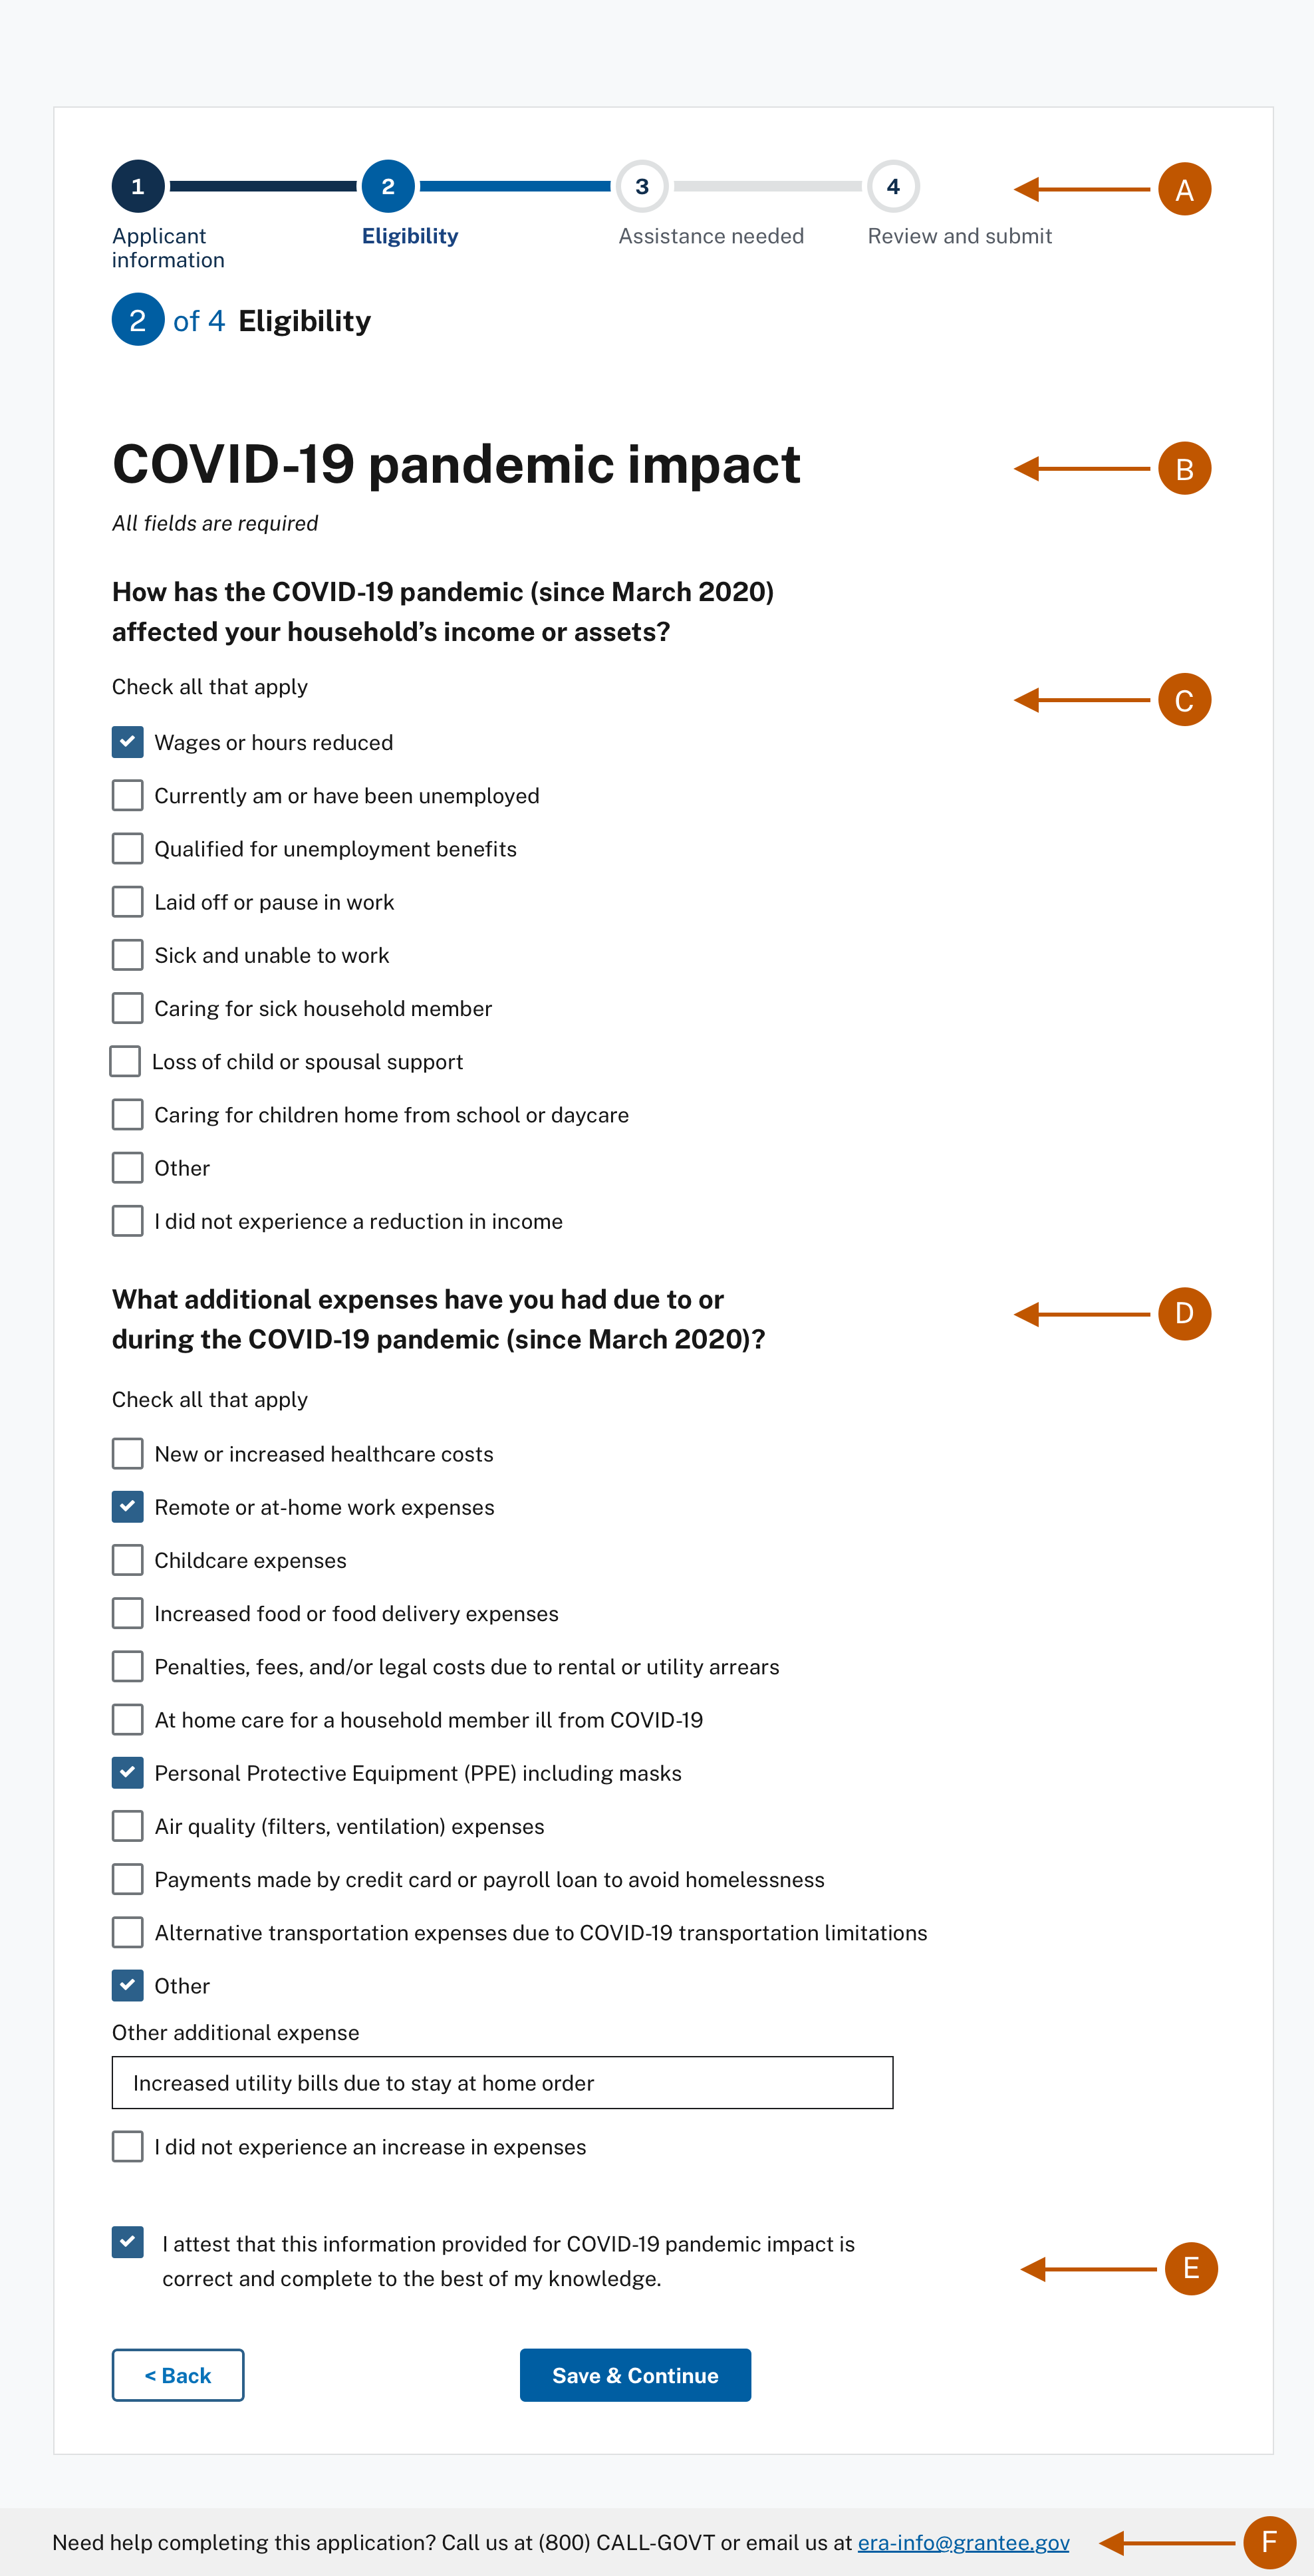 1 2 3 4 A
Applicant information
Eligibility
Assistance needed
Review and submit
2 of 4 Eligibility
COVID-19 pandemic impact B
All fields are required
How has the COVID-19 pandemic (since March 2020)
affected your household’s income or assets?
Check all that apply C
Wages or hours reduced
Currently am or have been unemployed
Qualified for unemployment benefits
Laid off or pause in work
Sick and unable to work
Caring for sick household member
Loss of child or spousal support
Caring for children home from school or daycare
Other
I did not experience a reduction in income
What additional expenses have you had due to or
during the COVID-19 pandemic (since March 2020)? D
Check all that apply
New or increased healthcare costs
Remote or at-home work expenses
Childcare expenses
Increased food or food delivery expenses
Penalties, fees, and/or legal costs due to rental or utility arrears
At home care for a household member ill from COVID-19
Personal Protective Equipment (PPE) including masks
Air quality (filters, ventilation) expenses
Payments made by credit card or payroll loan to avoid homelessness
Alternative transportation expenses due to COVID-19 transportation limitations
Other
Other additional expense
Increased utility bills due to stay at home order
I did not experience an increase in expenses
I attest that this information provided for COVID-19 pandemic impact is
correct and complete to the best of my knowledge. E
< Back Save & Continue
Need help completing this application? Call us at (800) CALL-GOVT or email us at era-info@grantee.gov F